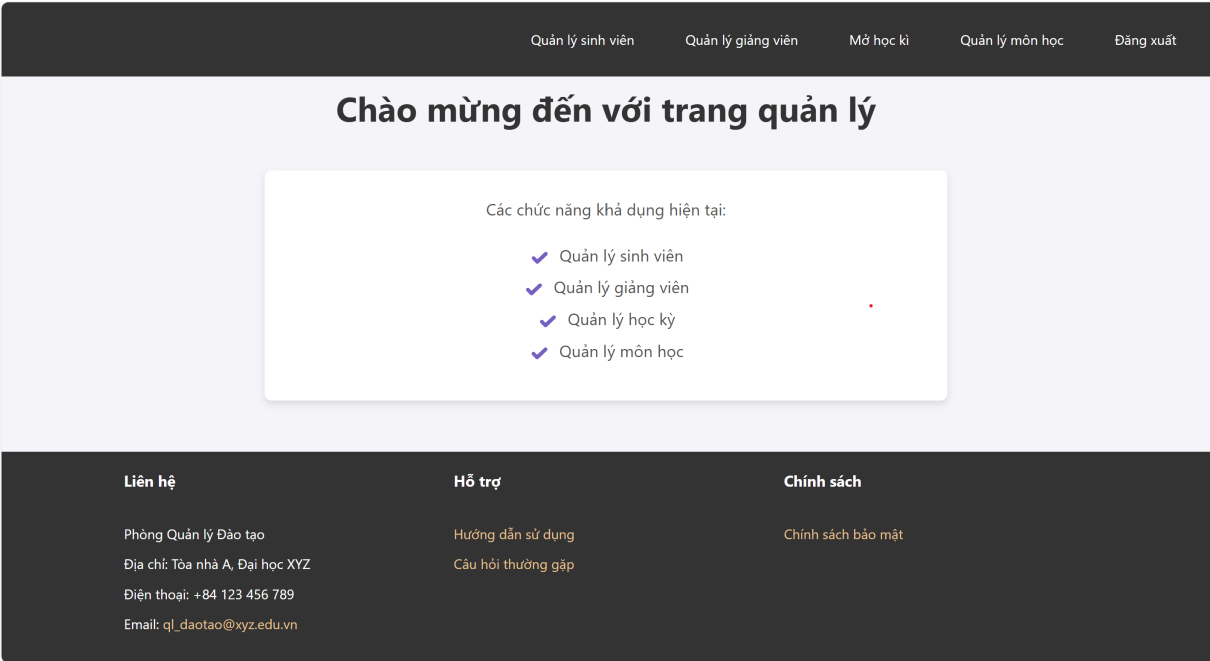 Quản lý sinh viên Quản lý giảng viên Mở học kì Quản lý môn học Đăng xuất
Chào mừng đến với trang quản lý
Các chức năng khả dụng hiện tại:
Quản lý sinh viên
Quản lý giảng viên
Quản lý học kỳ
Quản lý môn học
Liên hệ
Phòng Quản lý Đào tạo
Địa chỉ: Tòa nhà A, Đại học XYZ
Điện thoại: +84 123 456 789
Email: ql_daotao@xyz.edu.vn
Hỗ trợ
Hướng dẫn sử dụng
Câu hỏi thường gặp
Chính sách
Chính sách bảo mật